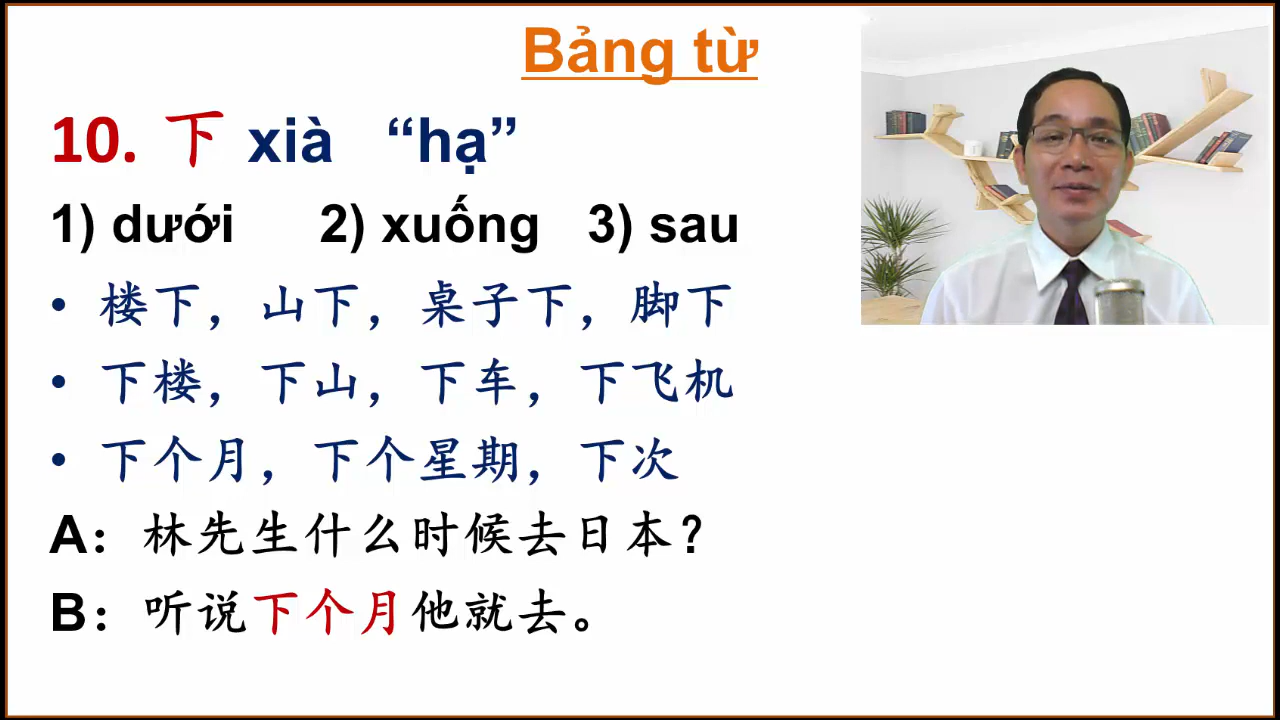 Bảng từ
10. 下 xià “hạ”
1) dưới 2) xuống 3) sau
• 楼下，山下，桌子下，脚下
• 下楼，下山，下车，下飞机
• 下个月，下个星期，下次
A：林先生什么时候去日本？
B：听说下个月他就去。